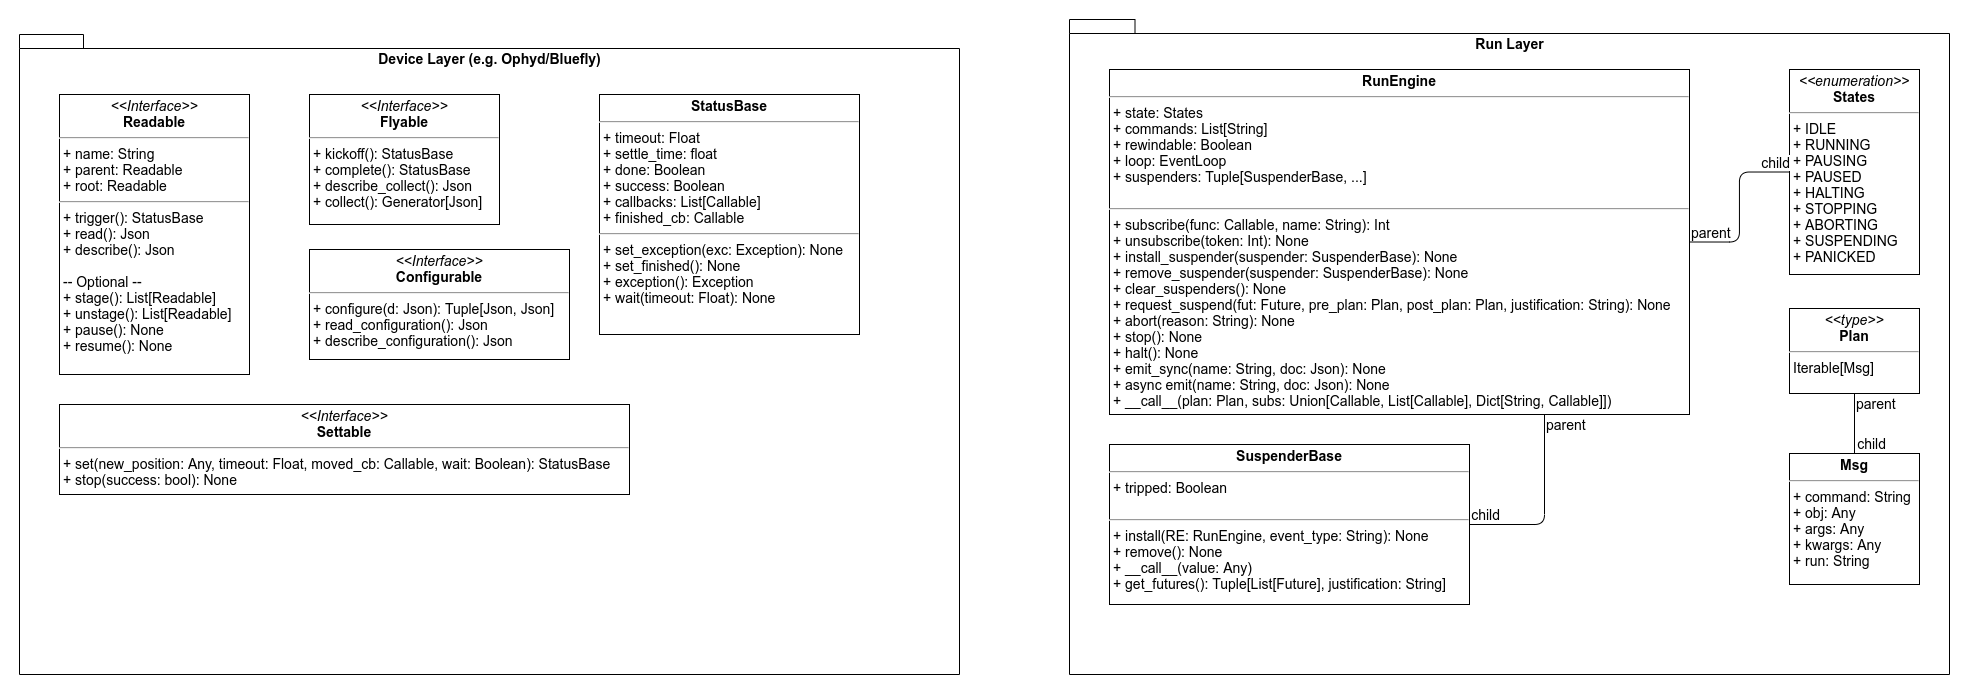 Device Layer (e.g. Ophyd/Bluefly)
<<Interface>>
Readable
+ name: String
+ parent: Readable
+ root: Readable
+ trigger(): StatusBase
+ read(): Json
+ describe(): Json
-- Optional --
+ stage(): List[Readable]
+ unstage(): List[Readable]
+ pause(): None
+ resume(): None
<<Interface>>
Flyable
+ kickoff(): StatusBase
+ complete(): StatusBase
+ describe_collect(): Json
+ collect(): Generator[Json]
<<Interface>>
Configurable
+ configure(d: Json): Tuple[Json, Json]
+ read_configuration(): Json
+ describe_configuration(): Json
StatusBase
+ timeout: Float
+ settle_time: float
+ done: Boolean
+ success: Boolean
+ callbacks: List[Callable]
+ finished_cb: Callable
+ set_exception(exc: Exception): None
+ set_finished(): None
+ exception(): Exception
+ wait(timeout: Float): None
<<Interface>>
Settable
+ set(new_position: Any, timeout: Float, moved_cb: Callable, wait: Boolean): StatusBase
+ stop(success: bool): None
Run Layer
RunEngine
+ state: States
+ commands: List[String]
+ rewindable: Boolean
+ loop: EventLoop
+ suspenders: Tuple[SuspenderBase, ...]
+ subscribe(func: Callable, name: String): Int
+ unsubscribe(token: Int): None
+ install_suspender(suspender: SuspenderBase): None
+ remove_suspender(suspender: SuspenderBase): None
+ clear_suspenders(): None
+ request_suspend(fut: Future, pre_plan: Plan, post_plan: Plan, justification: String): None
+ abort(reason: String): None
+ stop(): None
+ halt(): None
+ emit_sync(name: String, doc: Json): None
+ async emit(name: String, doc: Json): None
+ __call__(plan: Plan, subs: Union[Callable, List[Callable], Dict[String, Callable]])
parent
child
<<enumeration>>
States
+ IDLE
+ RUNNING
+ PAUSING
+ PAUSED
+ HALTING
+ STOPPING
+ ABORTING
+ SUSPENDING
+ PANICKED
parent
child
SuspenderBase
+ tripped: Boolean
+ install(RE: RunEngine, event_type: String): None
+ remove(): None
+ __call__(value: Any)
+ get_futures(): Tuple[List[Future], justification: String]
<<type>>
Plan
Iterable[Msg]
parent
child
Msg
+ command: String
+ obj: Any
+ args: Any
+ kwargs: Any
+ run: String